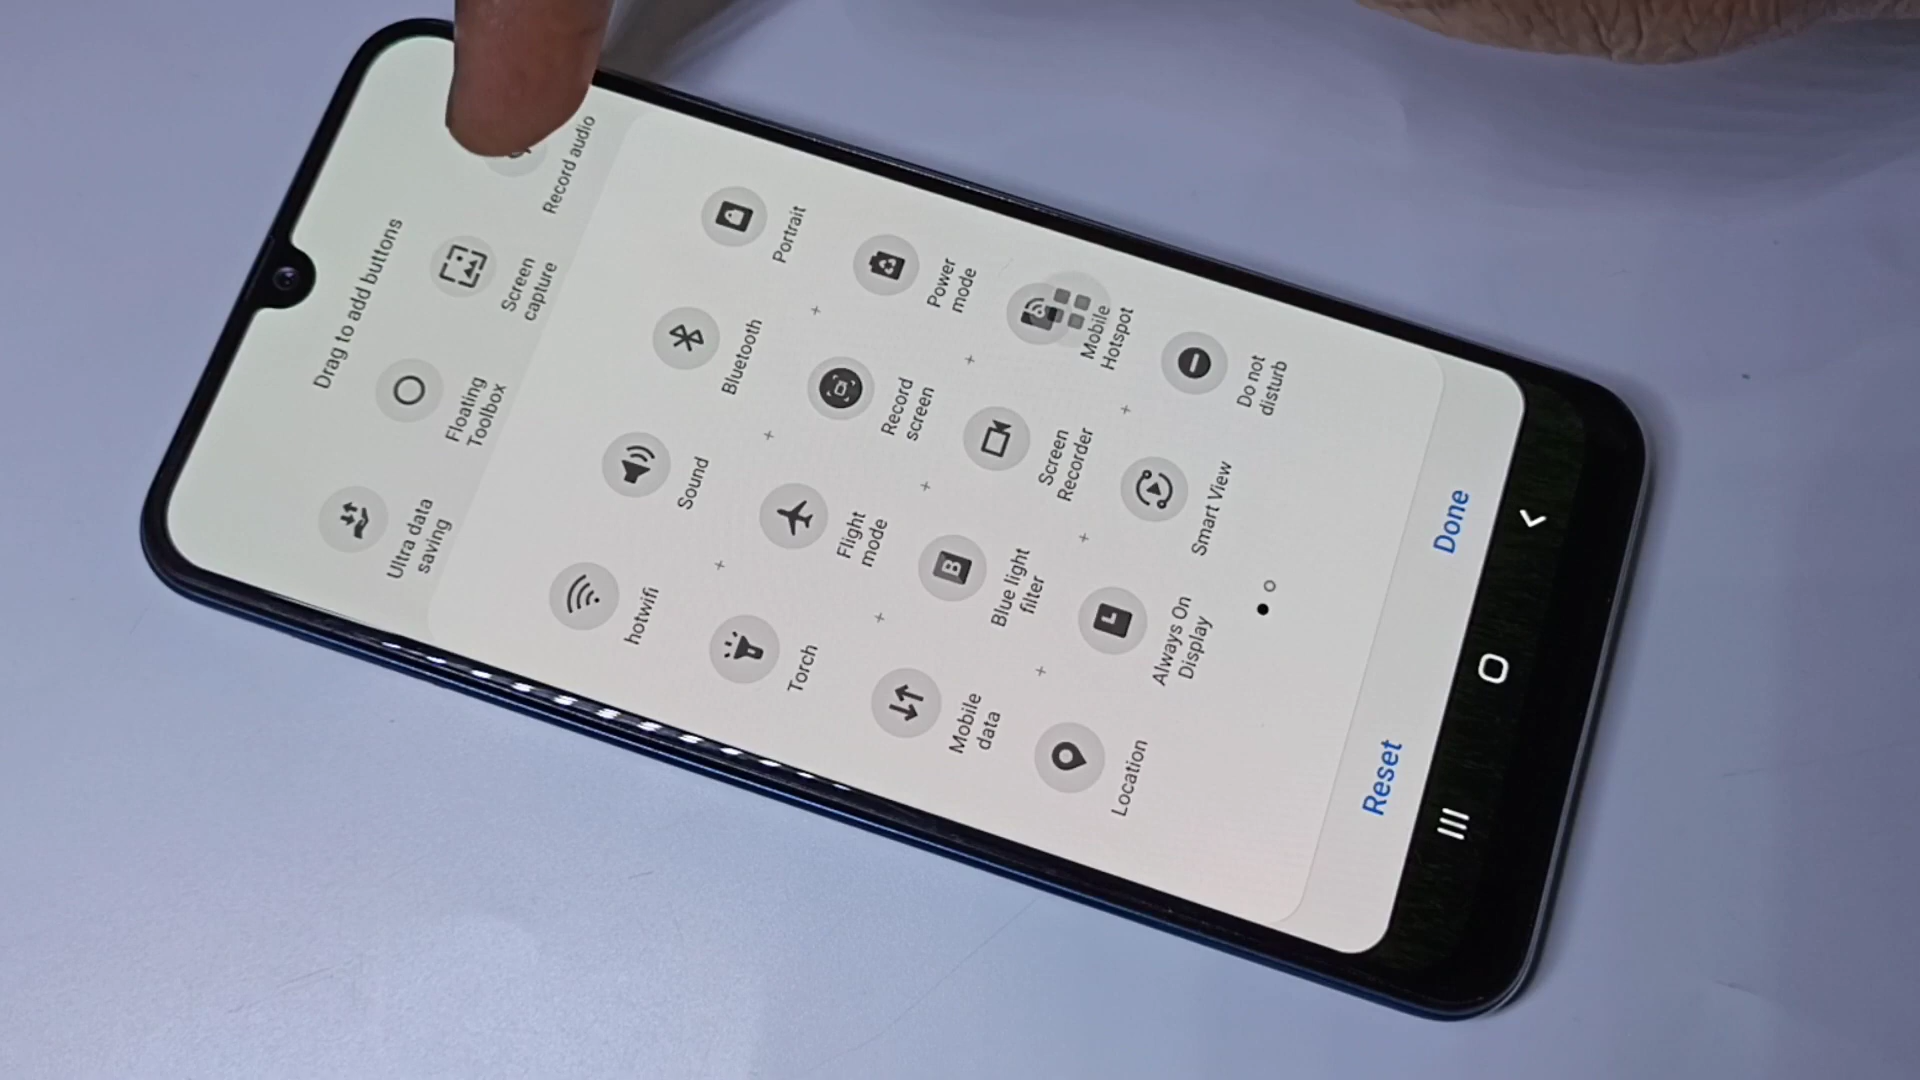 Drag to add buttons
Ultra data
saving
Floating
Toolbox
Screen
capture
Record audio
hotwifi
Sound
Bluetooth
Portrait
Torch
Flight
mode
Record
screen
Power
mode
Mobile
data
Blue light
filter
Screen
Recorder
Mobile
Hotspot
Location
Always On
Display
Smart View
Do not
disturb
Reset
Done